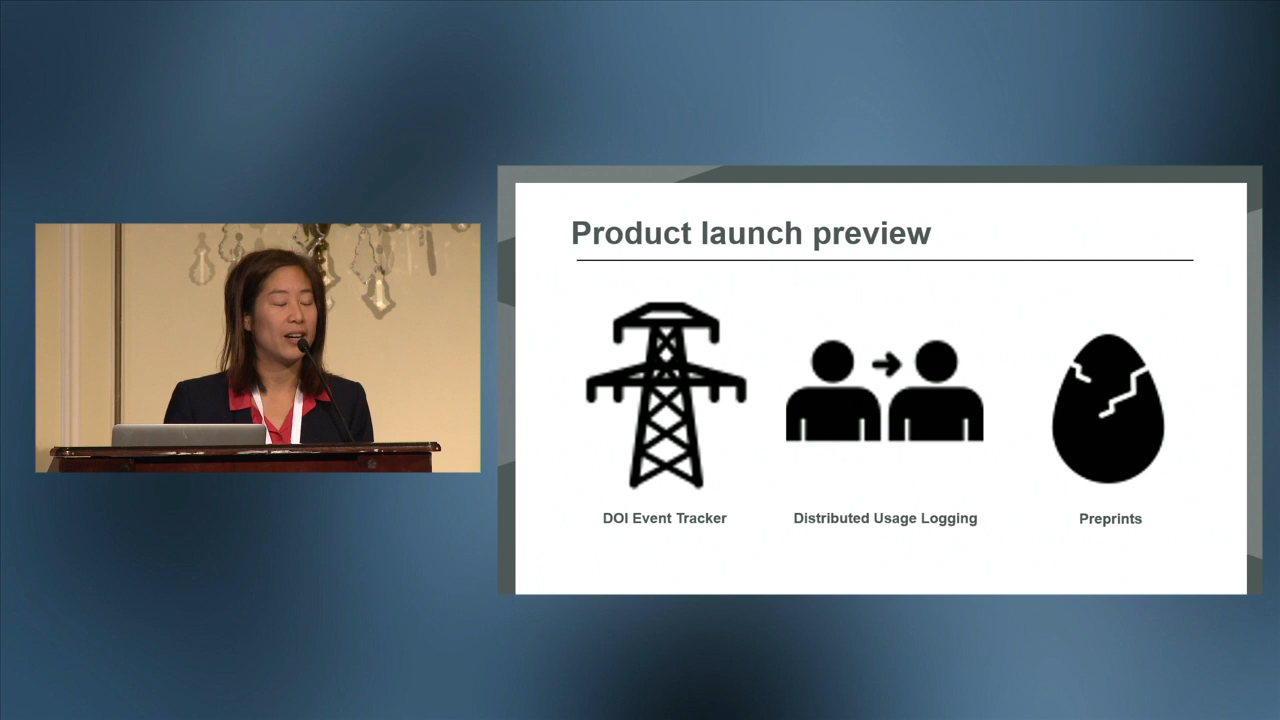 Product launch preview
DOI Event Tracker
Distributed Usage Logging
Preprints